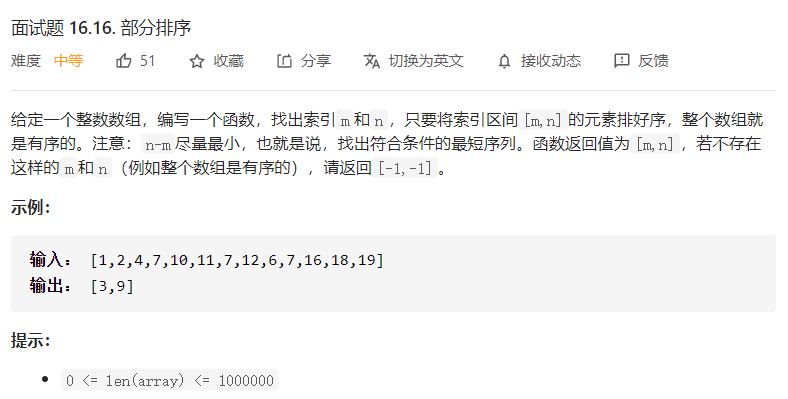 面试题 16.16. 部分排序
难度 中等 51 收藏 分享 切换为英文 接收动态 反馈
给定一个整数数组，编写一个函数，找出索引m和n，只要将索引区间[m,n]的元素排好序，整个数组就
是有序的。注意：n-m尽量最小，也就是说，找出符合条件的最短序列。函数返回值为[m,n]，若不存在
这样的m和n（例如整个数组是有序的），请返回[-1,-1]。
示例：
输入： [1,2,4,7,10,11,7,12,6,7,16,18,19]
输出： [3,9]
提示：
• 0 <= len(array) <= 1000000